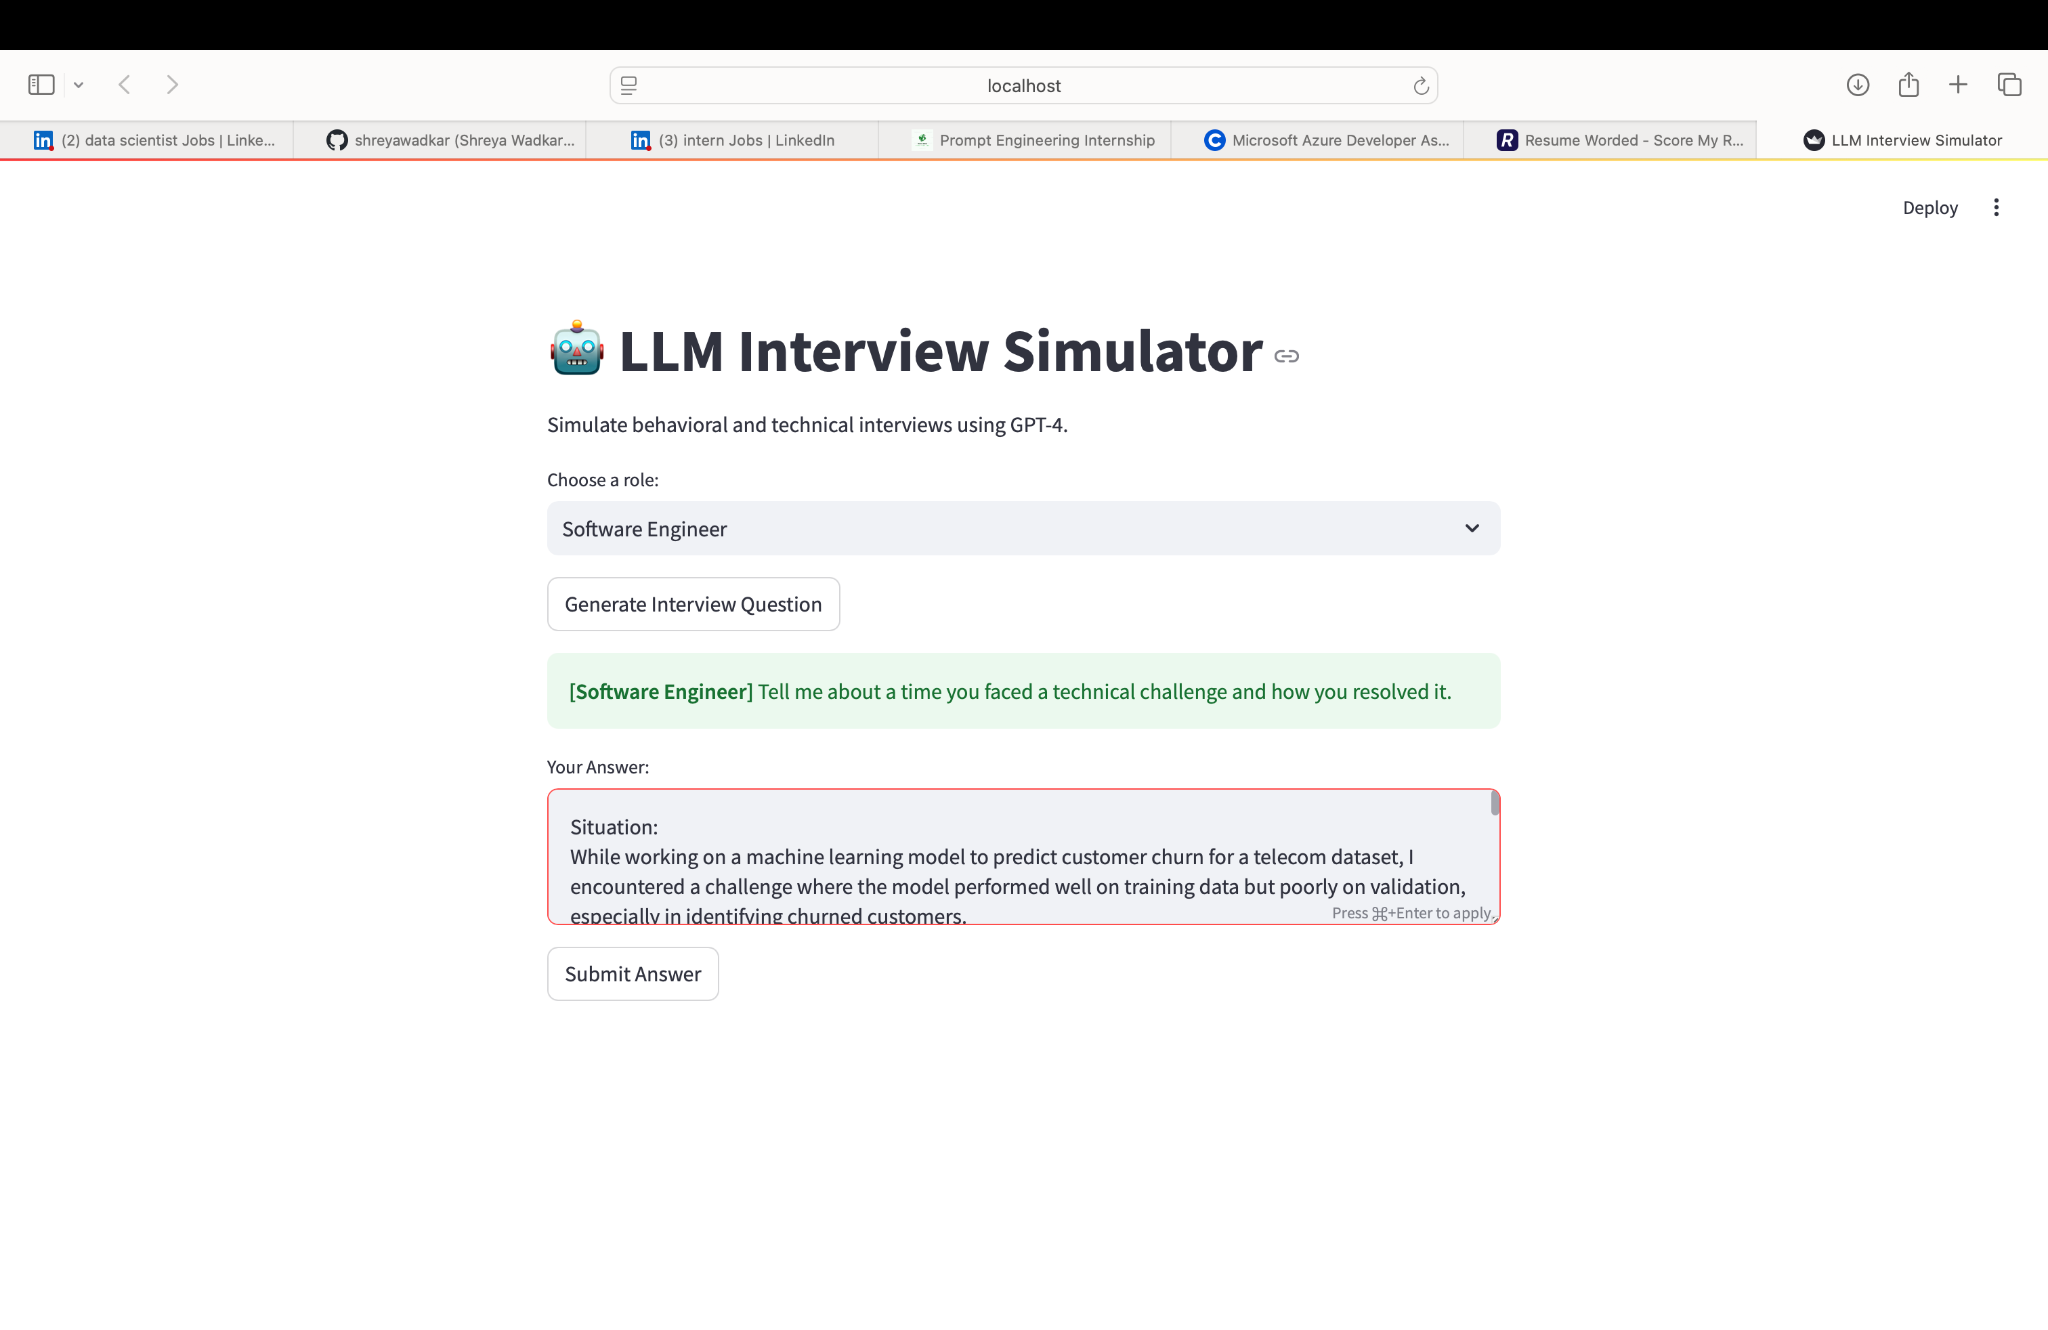 localhost
(2) data scientist Jobs | Linke...
shreyawadkar (Shreya Wadkar...
(3) intern Jobs | LinkedIn
Prompt Engineering Internship
Microsoft Azure Developer As...
Resume Worded - Score My R...
LLM Interview Simulator
Deploy
LLM Interview Simulator
Simulate behavioral and technical interviews using GPT-4.
Choose a role:
Software Engineer
Generate Interview Question
[Software Engineer] Tell me about a time you faced a technical challenge and how you resolved it.
Your Answer:
Situation:
While working on a machine learning model to predict customer churn for a telecom dataset, I
encountered a challenge where the model performed well on training data but poorly on validation,
especially in identifying churned customers.
Press ⌘+Enter to apply.
Submit Answer